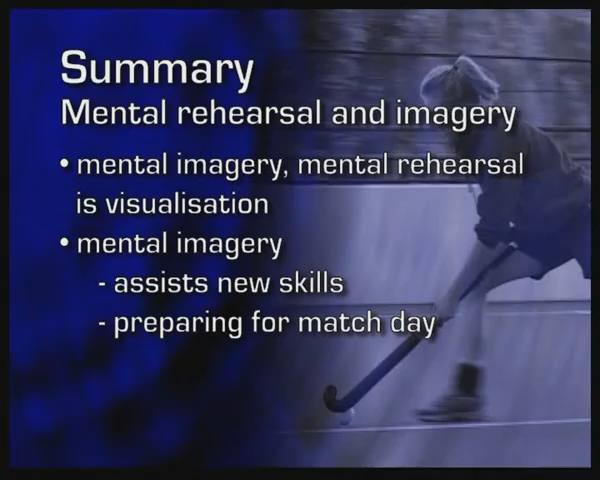 Summary
Mental rehearsal and imagery
• mental imagery, mental rehearsal
is visualisation
• mental imagery
- assists new skills
- preparing for match day